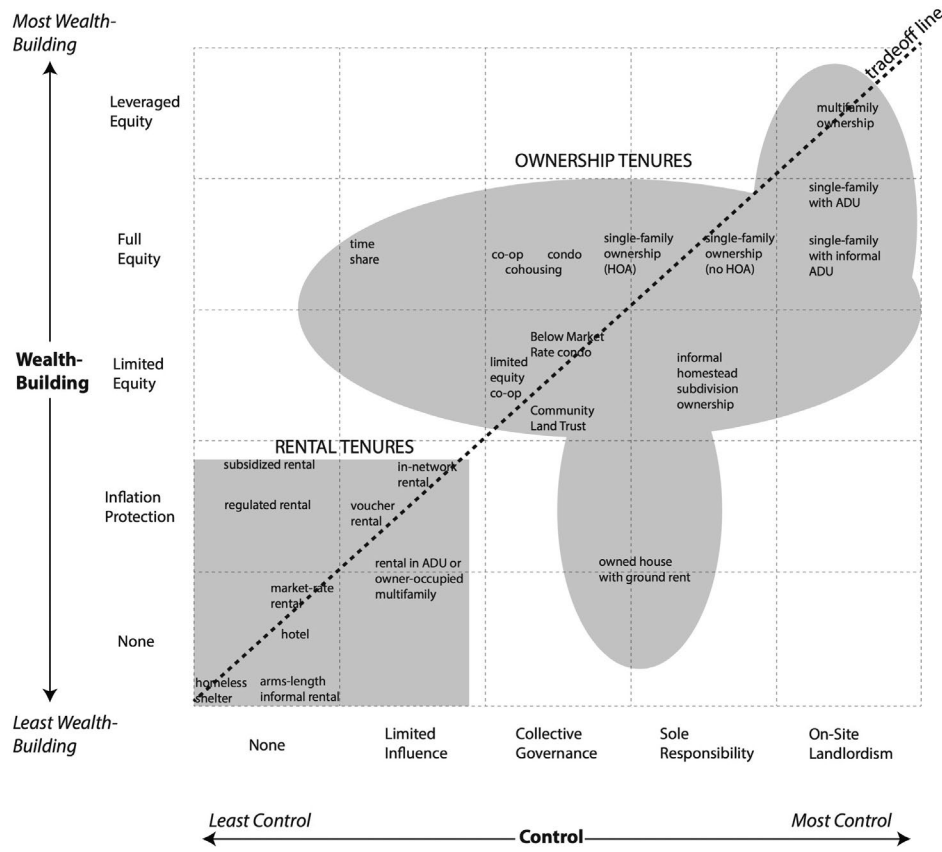 Most Wealth-
Building
tradeoff line
Leveraged
Equity
multifamily
ownership
OWNERSHIP TENURES
single-family
with ADU
Full
Equity
time
share
co-op
condo
cohousing
single-family
ownership
(HOA)
single-family
ownership
(no HOA)
single-family
with informal
ADU
Wealth-
Building
Limited
Equity
Below Market
Rate condo
limited
equity
co-op
Community
Land Trust
informal
homestead
subdivision
ownership
RENTAL TENURES
subsidized rental
in-network
rental
Inflation
Protection
regulated rental
voucher
rental
rental in ADU or
owner-occupied
multifamily
owned house
with ground rent
market-rate
rental
None
hotel
homeless
shelter
arms-length
informal rental
Least Wealth-
Building
None
Limited
Influence
Collective
Governance
Sole
Responsibility
On-Site
Landlordism
Least Control
Most Control
Control